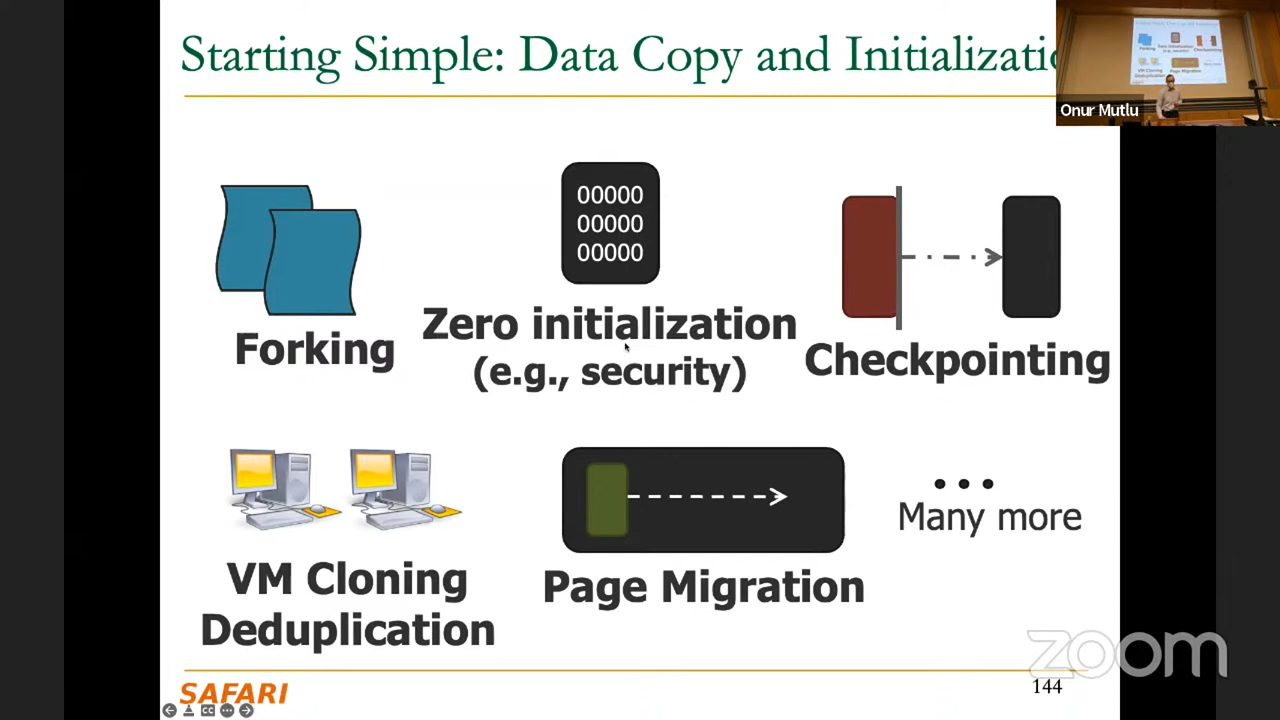 Starting Simple: Data Copy and Initializatio
Onur Mutlu
00000
00000
00000
Forking
Zero initialization
(e.g., security)
Checkpointing
VM Cloning
Deduplication
Page Migration
•••
Many more
zoom
SAFARI
144